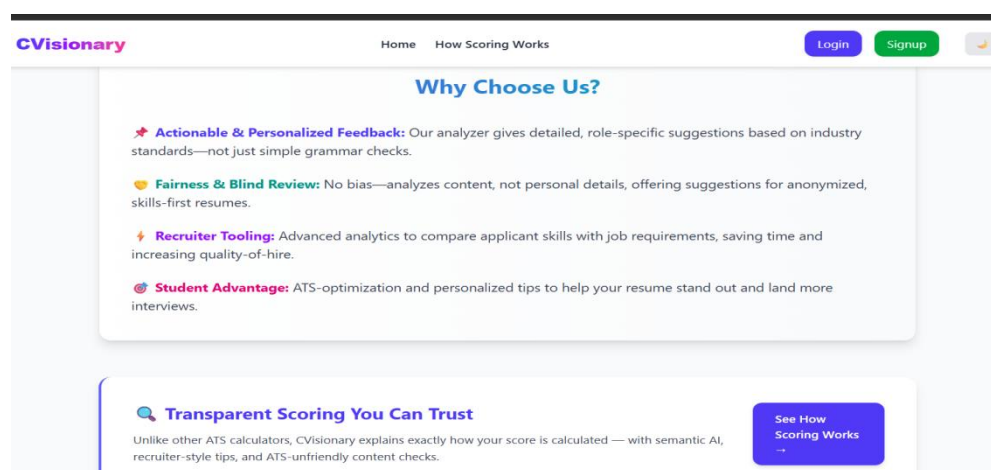 CVisionary
Home How Scoring Works
Login Signup
Why Choose Us?
Actionable & Personalized Feedback: Our analyzer gives detailed, role-specific suggestions based on industry
standards—not just simple grammar checks.
Fairness & Blind Review: No bias—analyzes content, not personal details, offering suggestions for anonymized,
skills-first resumes.
Recruiter Tooling: Advanced analytics to compare applicant skills with job requirements, saving time and
increasing quality-of-hire.
Student Advantage: ATS-optimization and personalized tips to help your resume stand out and land more
interviews.
Transparent Scoring You Can Trust
Unlike other ATS calculators, CVisionary explains exactly how your score is calculated — with semantic AI,
recruiter-style tips, and ATS-unfriendly content checks.
See How
Scoring Works
→